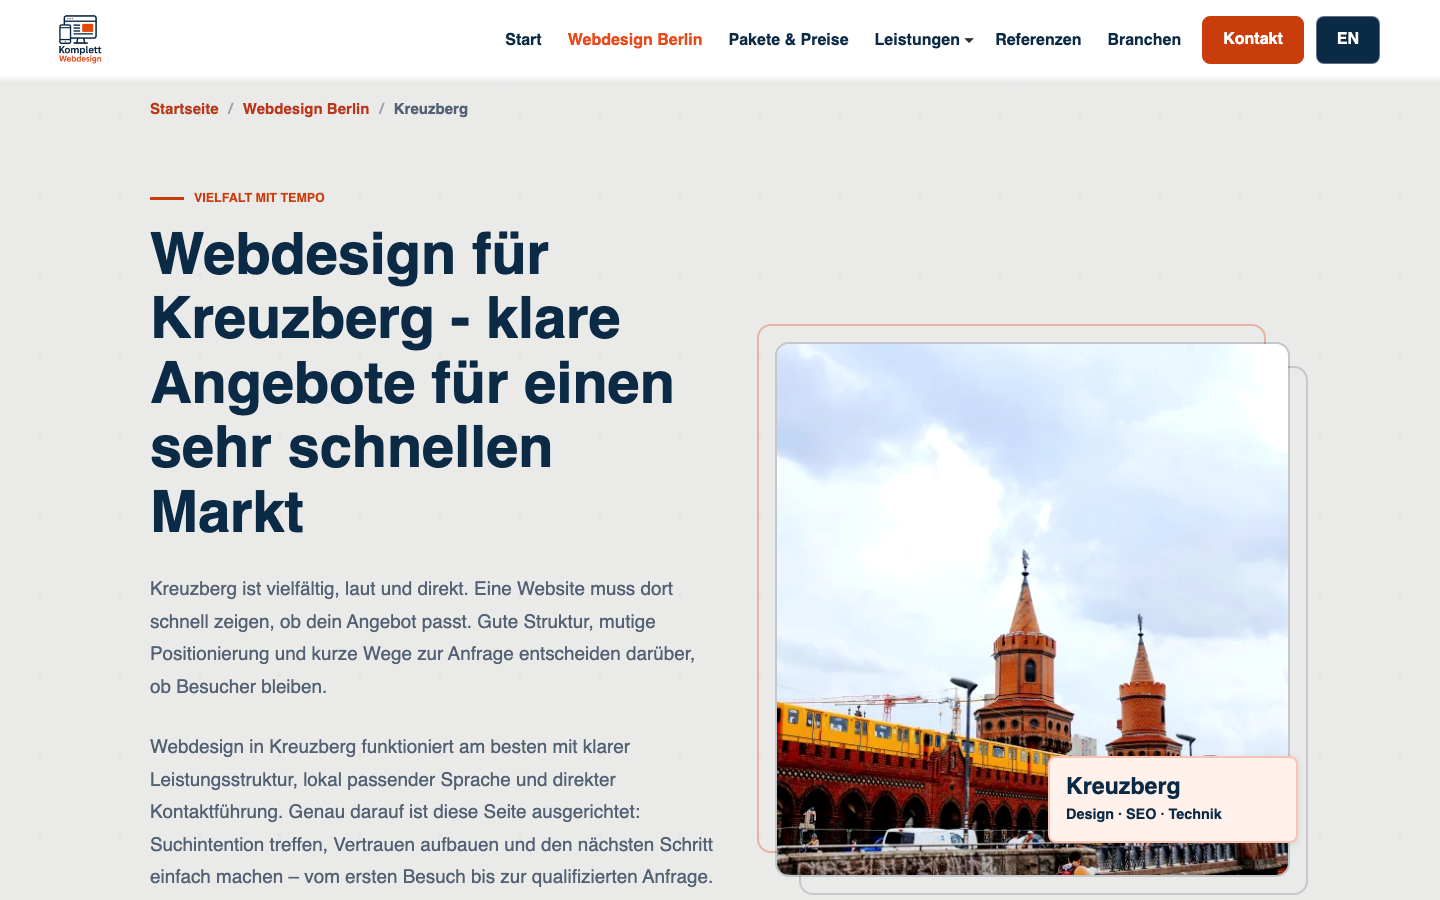 Komplett
Webdesign
Start
Webdesign Berlin
Pakete & Preise
Leistungen
Referenzen
Branchen
Kontakt
EN
Startseite / Webdesign Berlin / Kreuzberg
VIELFALT MIT TEMPO
Webdesign für
Kreuzberg - klare
Angebote für einen
sehr schnellen
Markt
Kreuzberg ist vielfältig, laut und direkt. Eine Website muss dort
schnell zeigen, ob dein Angebot passt. Gute Struktur, mutige
Positionierung und kurze Wege zur Anfrage entscheiden darüber,
ob Besucher bleiben.
Webdesign in Kreuzberg funktioniert am besten mit klarer
Leistungsstruktur, lokal passender Sprache und direkter
Kontaktführung. Genau darauf ist diese Seite ausgerichtet:
Suchintention treffen, Vertrauen aufbauen und den nächsten Schritt
einfach machen – vom ersten Besuch bis zur qualifizierten Anfrage.
Kreuzberg
Design · SEO · Technik